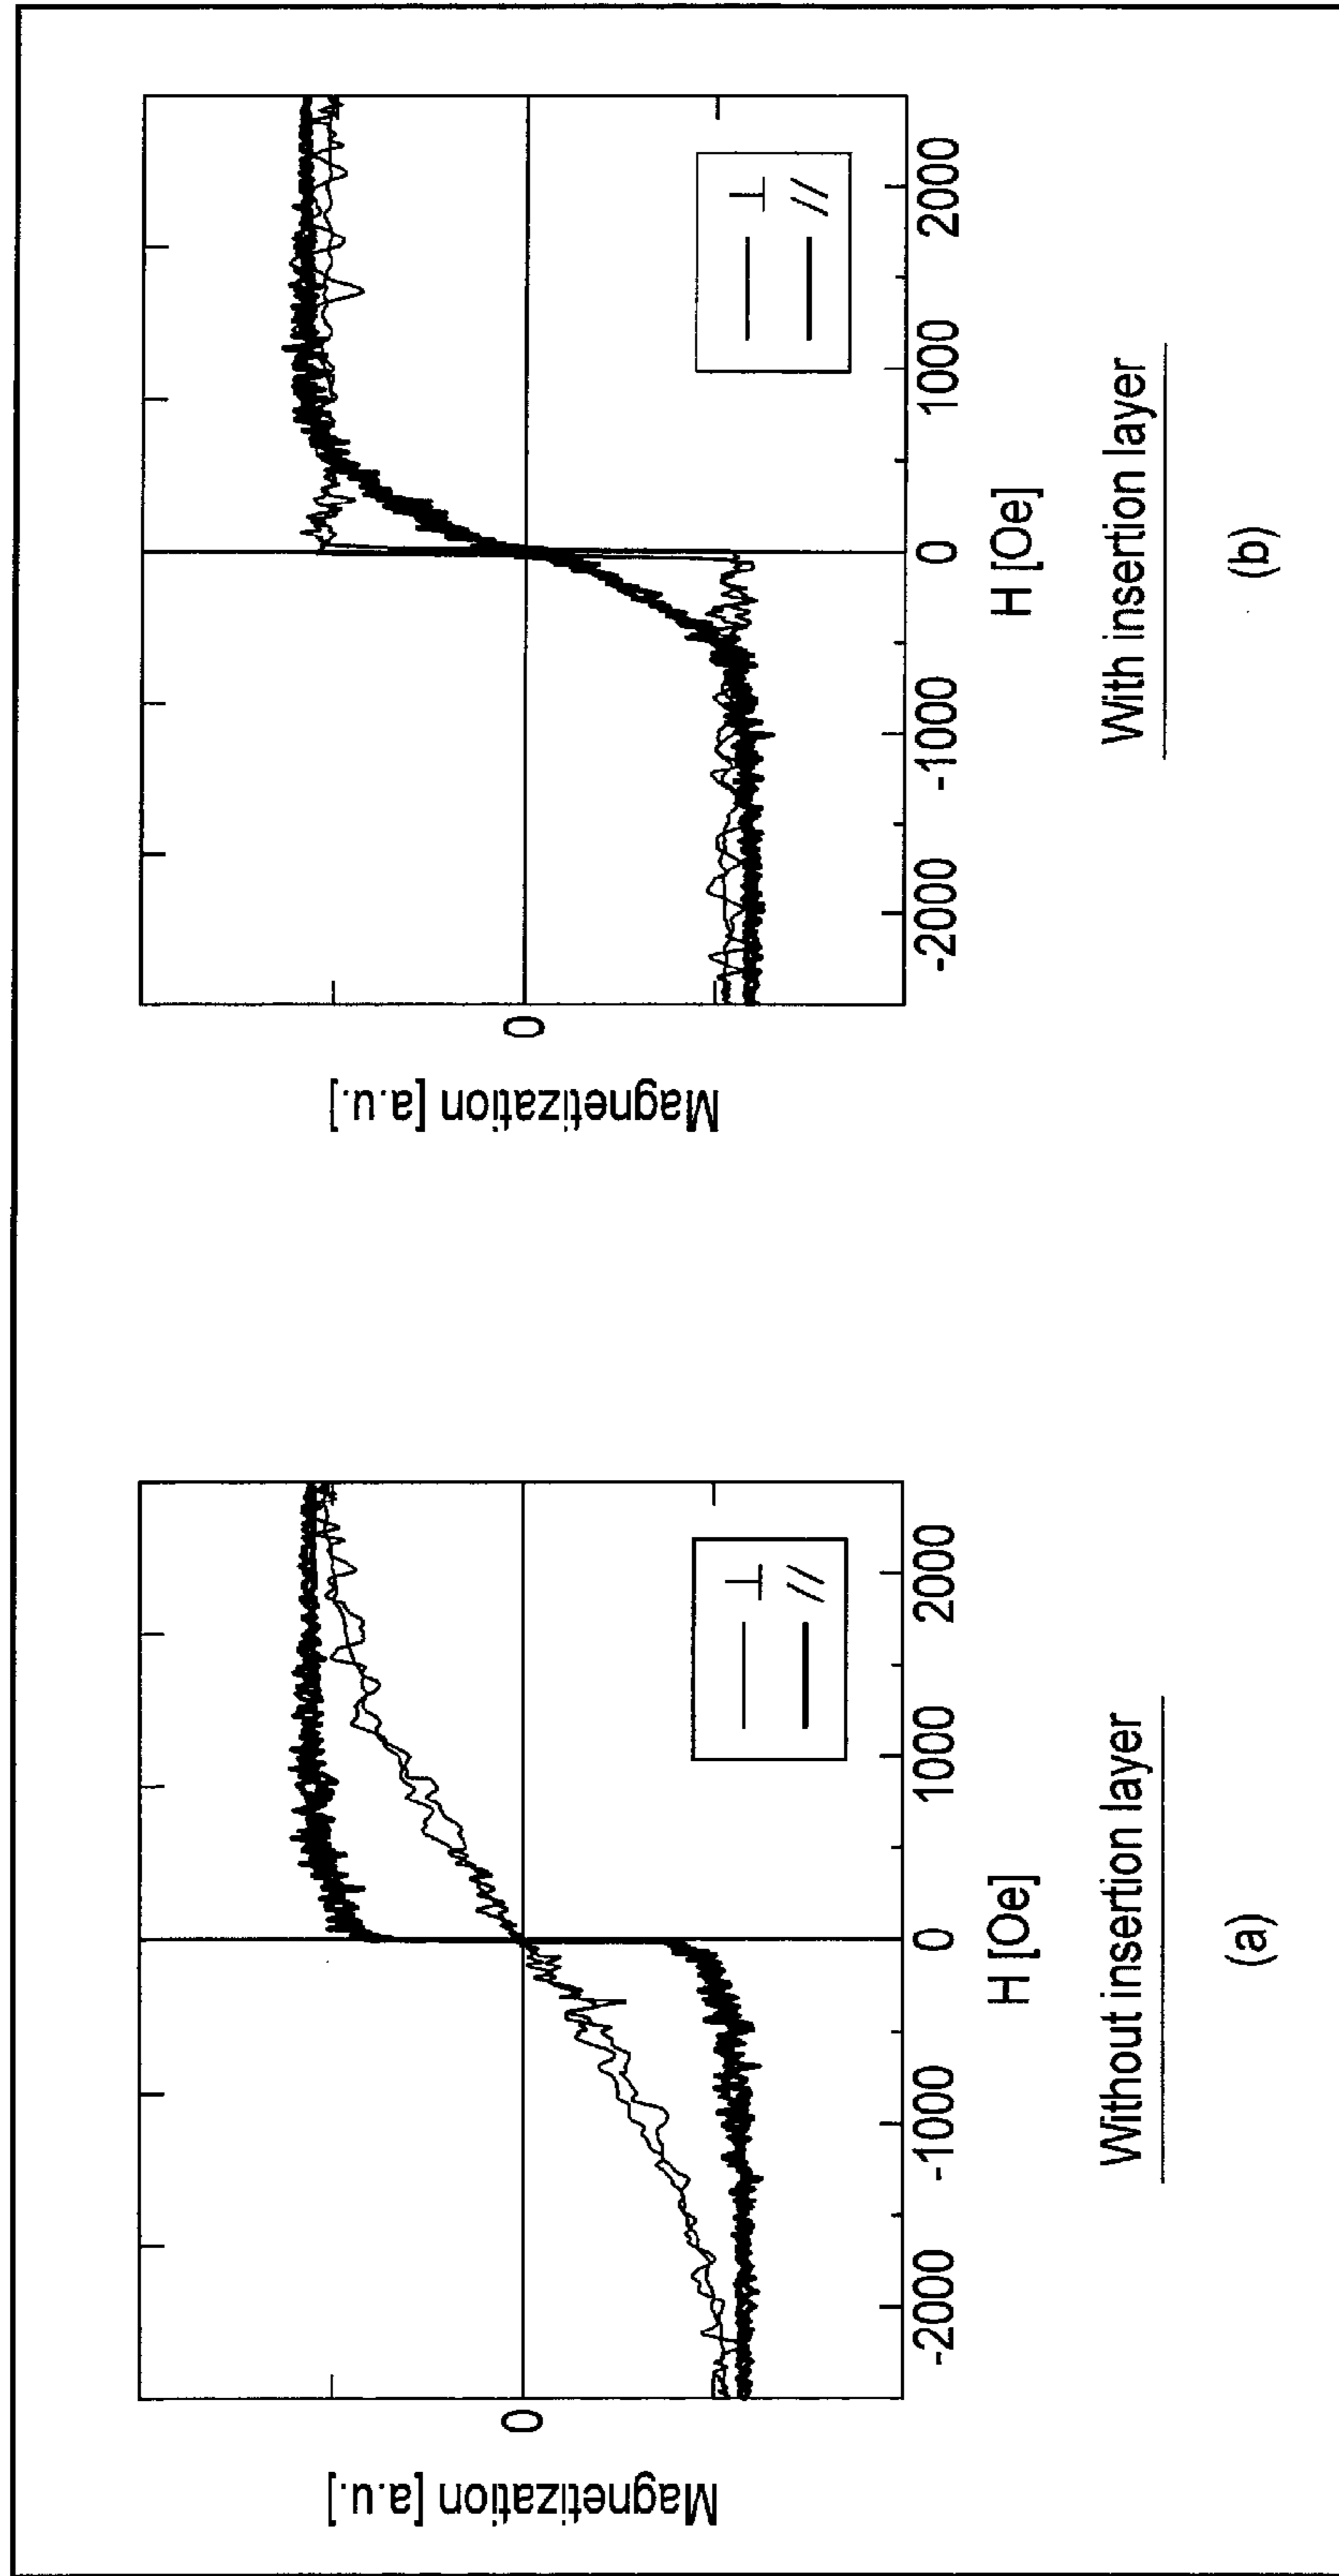 Magnetization [a.u.]
0
⊥
//
-2000
-1000
0
1000
2000
H [Oe]
Without insertion layer
(a)
Magnetization [a.u.]
0
⊥
//
-2000
-1000
0
1000
2000
H [Oe]
With insertion layer
(b)